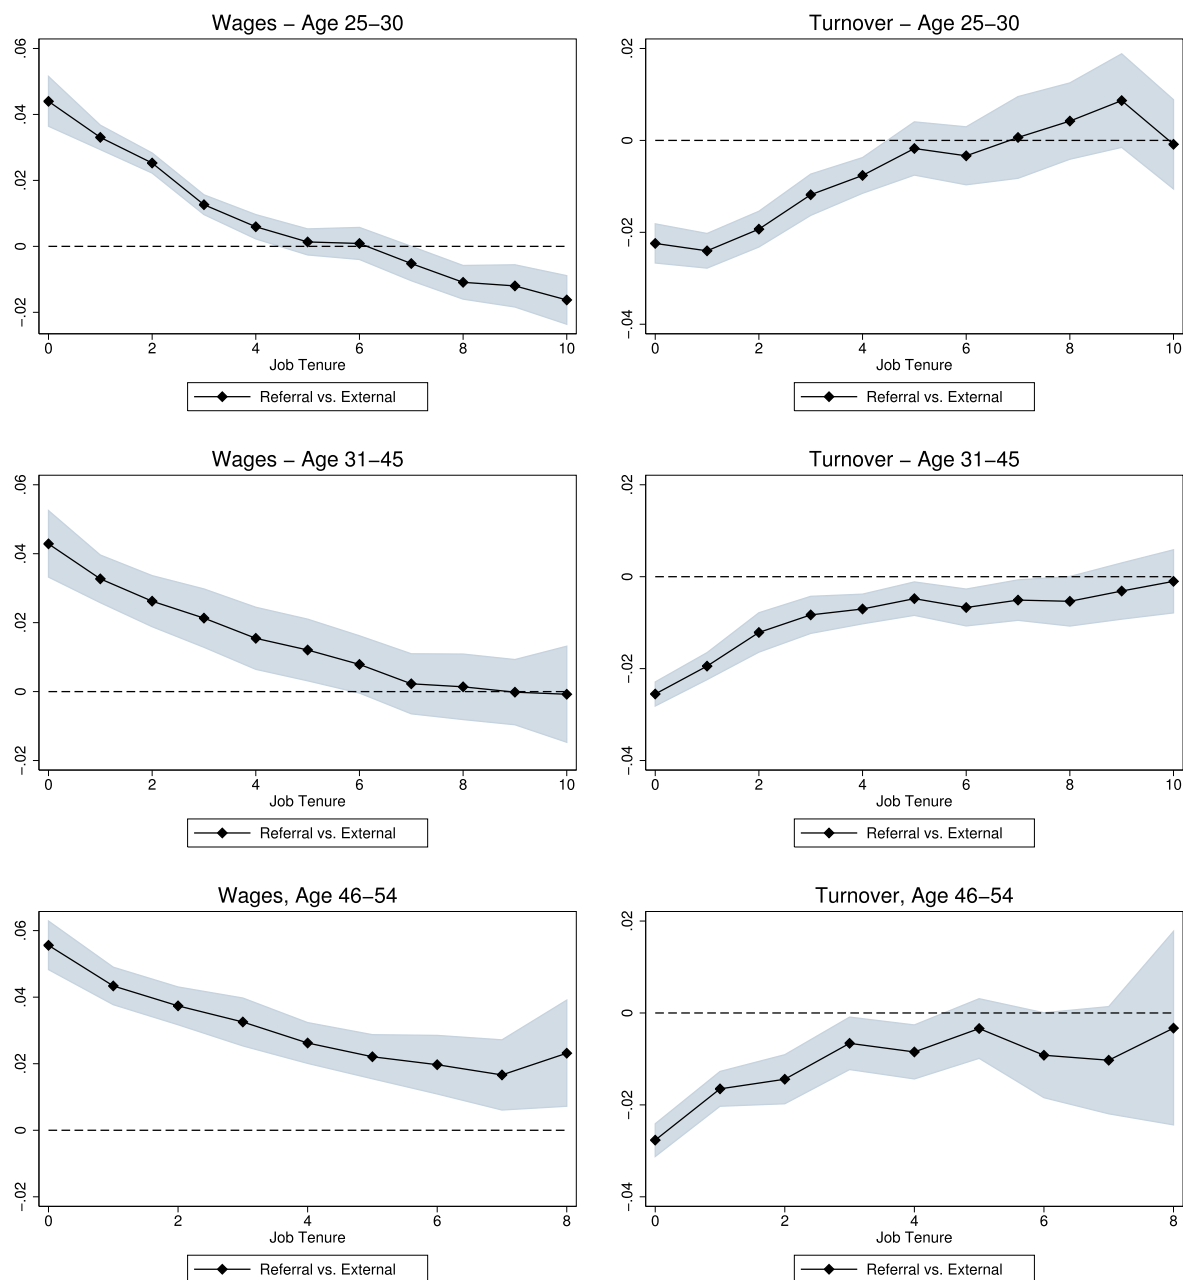 Wages – Age 25–30
.06
.04
.02
0
–.02
0 2 4 6 8 10
Job Tenure
Referral vs. External
Turnover – Age 25–30
.02
0
–.02
–.04
0 2 4 6 8 10
Job Tenure
Referral vs. External
Wages – Age 31–45
.06
.04
.02
0
–.02
0 2 4 6 8 10
Job Tenure
Referral vs. External
Turnover – Age 31–45
.02
0
–.02
–.04
0 2 4 6 8 10
Job Tenure
Referral vs. External
Wages, Age 46–54
.06
.04
.02
0
–.02
0 2 4 6 8
Job Tenure
Referral vs. External
Turnover, Age 46–54
.02
0
–.02
–.04
0 2 4 6 8
Job Tenure
Referral vs. External